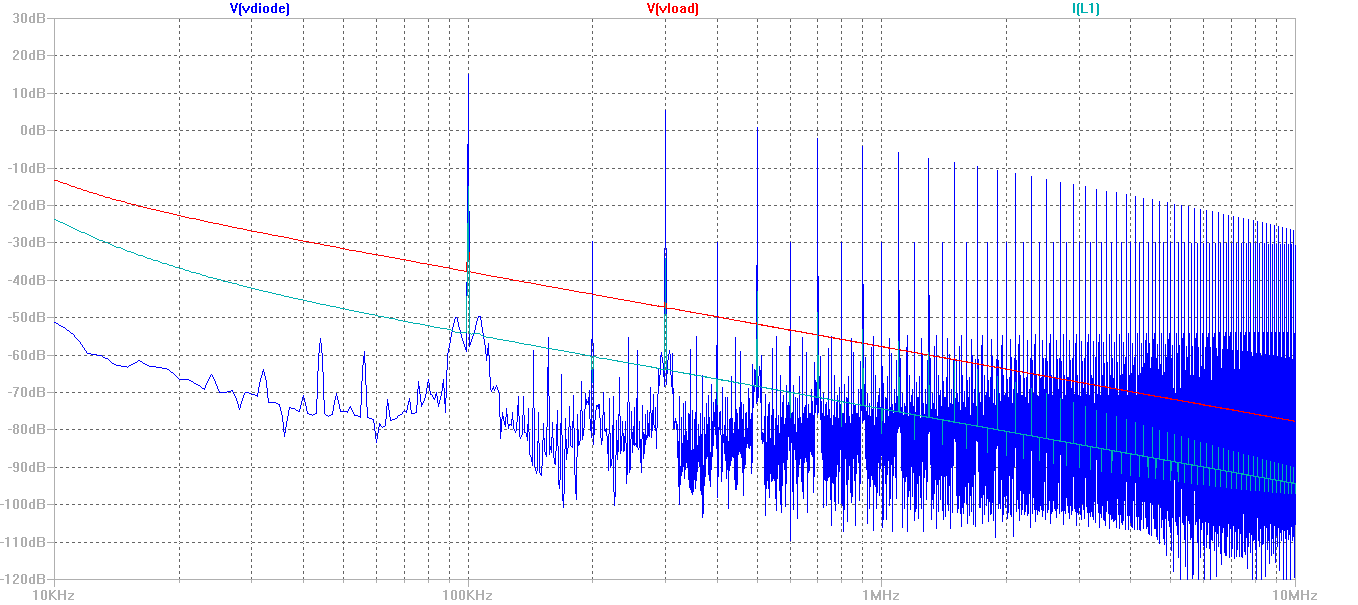 V(vdiode) V(vload) I(L1)
30dB
20dB
10dB
0dB
-10dB
-20dB
-30dB
-40dB
-50dB
-60dB
-70dB
-80dB
-90dB
-100dB
-110dB
-120dB
10KHz 100KHz 1MHz 10MHz